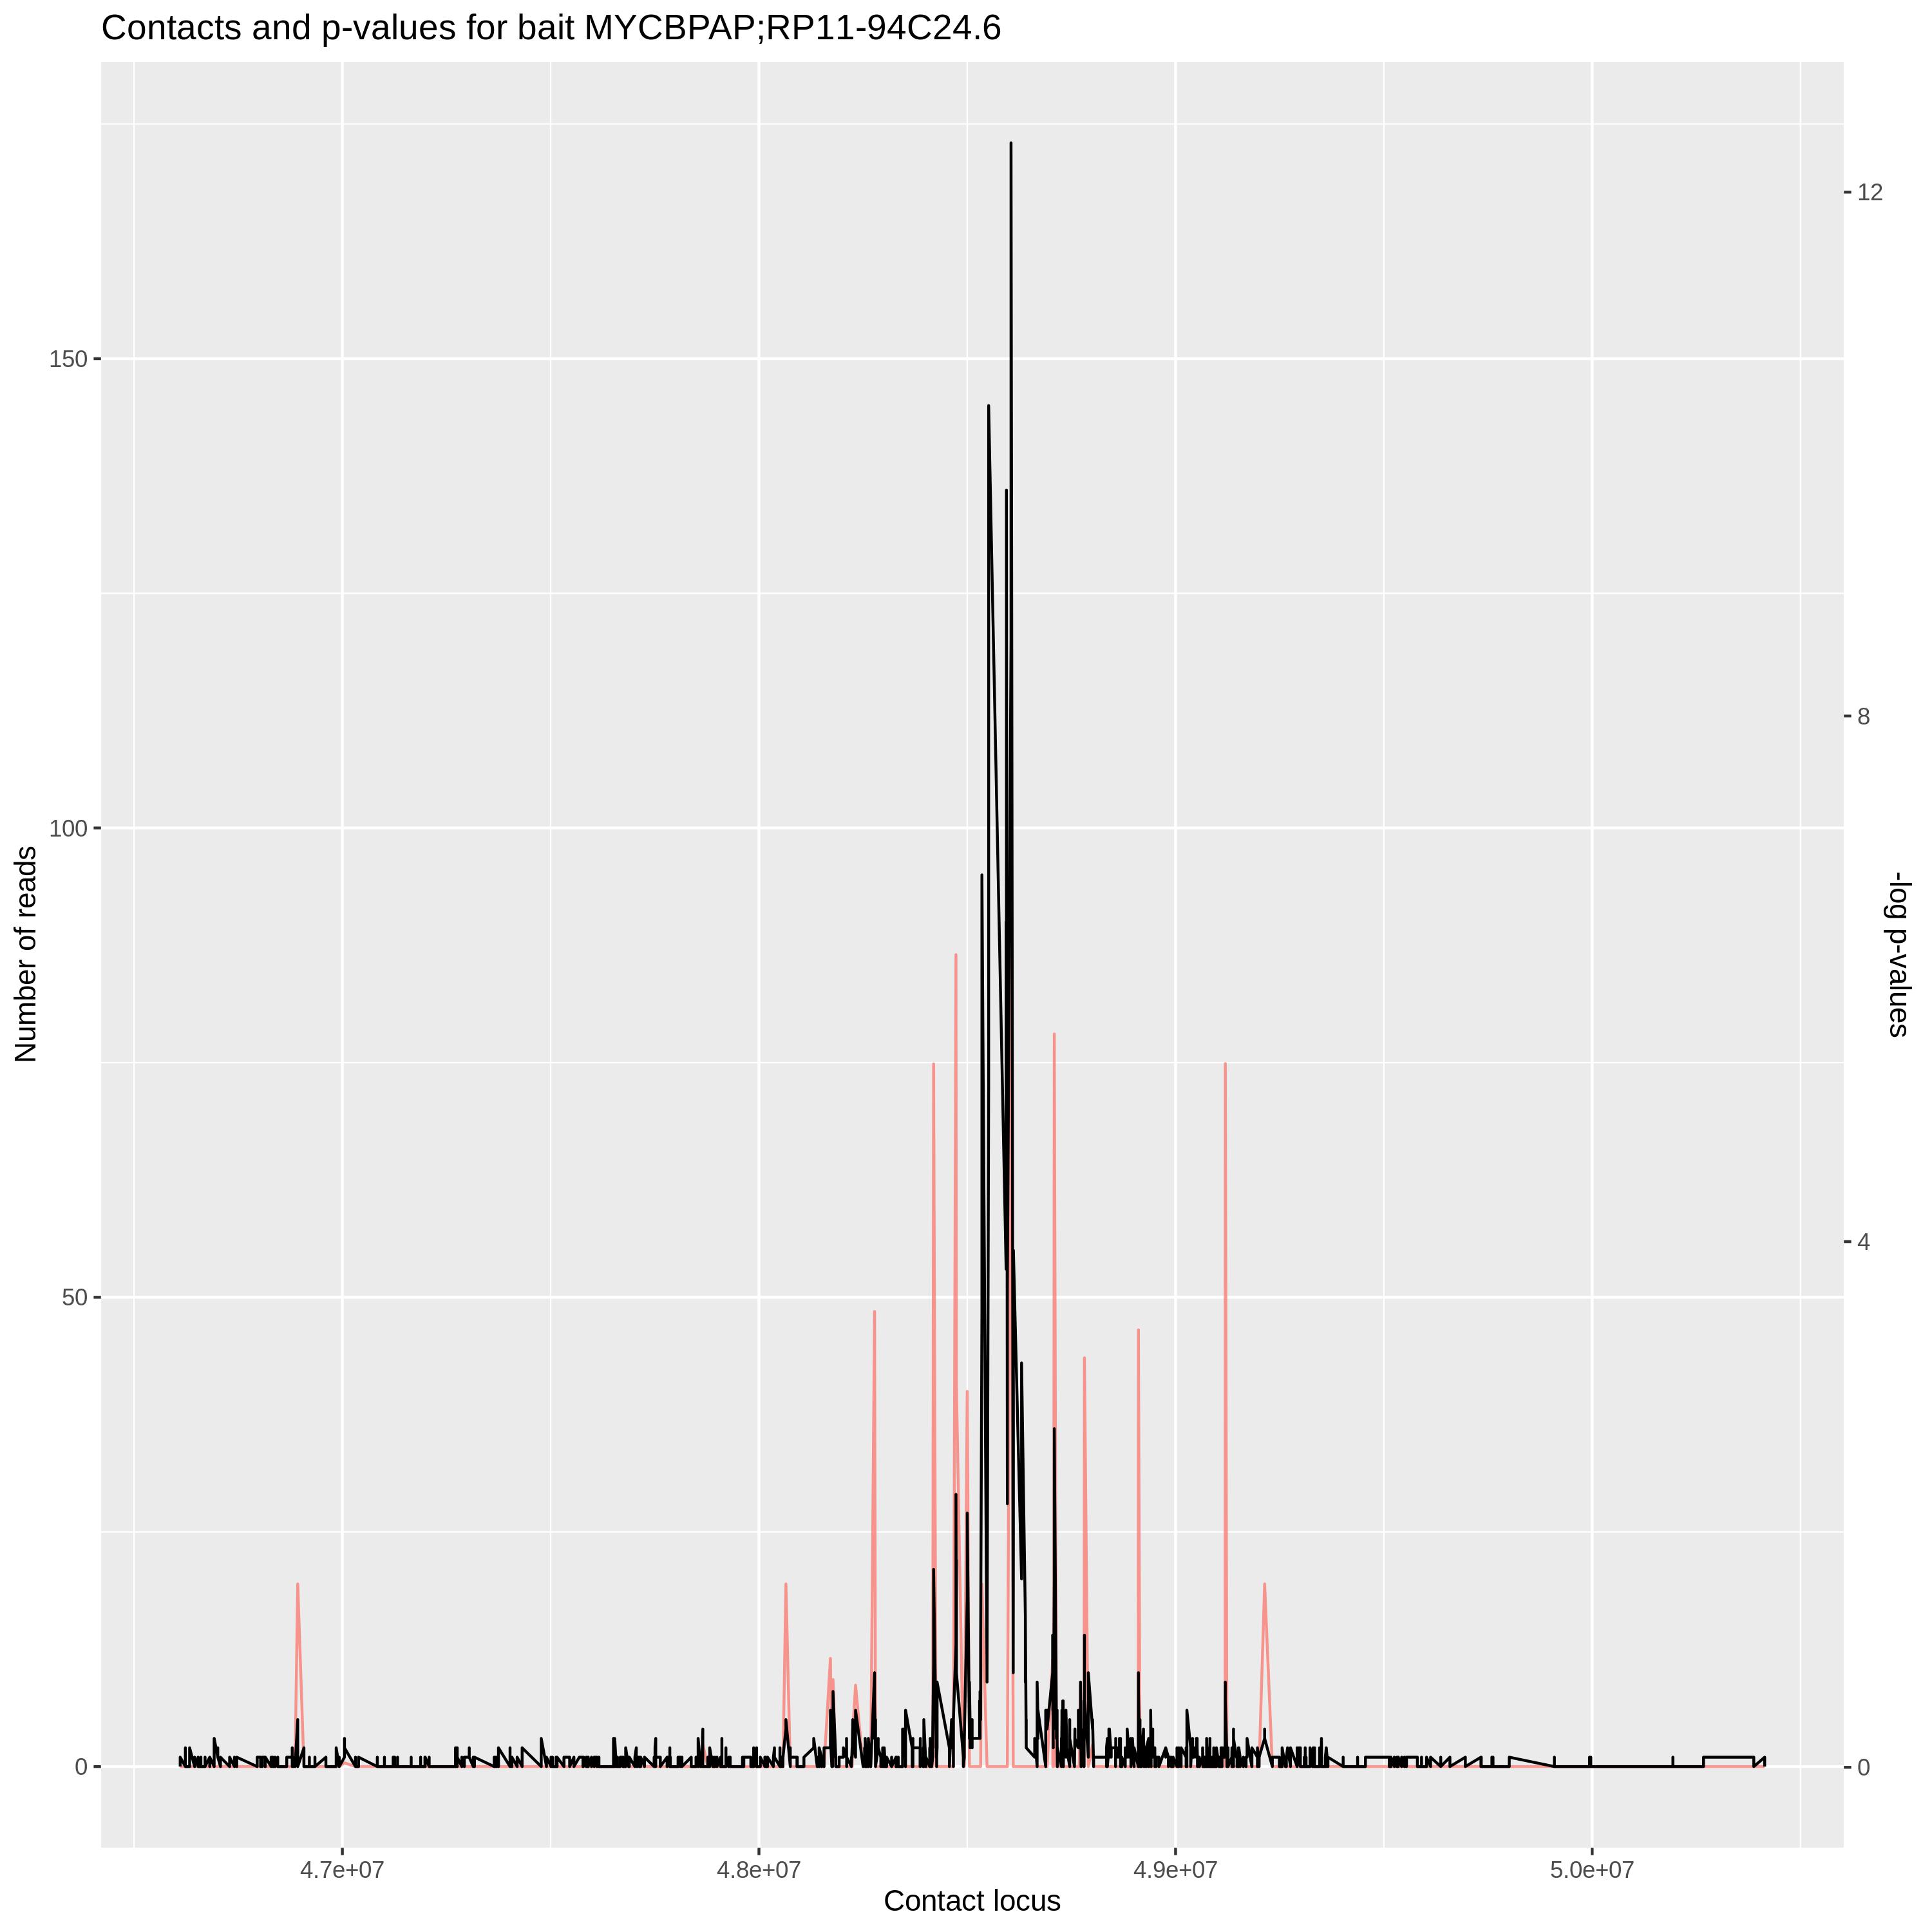 Contacts and p-values for bait MYCBPAP;RP11-94C24.6
150
100
50
0
Number of reads
12
8
4
0
-log p-values
4.7e+07
4.8e+07
4.9e+07
5.0e+07
Contact locus